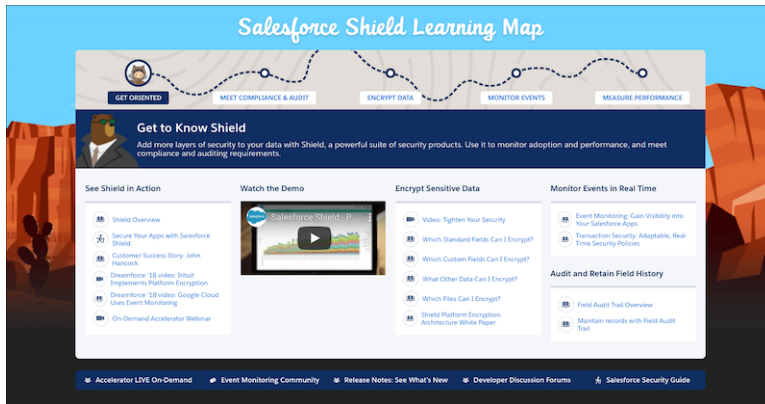 Salesforce Shield Learning Map
GET ORIENTED
MEET COMPLIANCE & AUDIT
ENCRYPT DATA
MONITOR EVENTS
MEASURE PERFORMANCE
Get to Know Shield
Add more layers of security to your data with Shield, a powerful suite of security products. Use it to monitor adoption and performance, and meet
compliance and auditing requirements.
See Shield in Action
Shield Overview
Secure Your Apps with Salesforce
Shield
Customer Success Story: John
Hancock
Dreamforce '18 video: Intuit
Implements Platform Encryption
Dreamforce '18 video: Google Cloud
Uses Event Monitoring
On-Demand Accelerator Webinar
Watch the Demo
salesforce
Salesforce Shield - P
Encrypt Sensitive Data
Video: Tighten Your Security
Which Standard Fields Can I Encrypt?
Which Custom Fields Can I Encrypt?
What Other Data Can I Encrypt?
Which Files Can I Encrypt?
Shield Platform Encryption
Architecture White Paper
Monitor Events in Real Time
Event Monitoring: Gain Visibility into
Your Salesforce Apps
Transaction Security: Adaptable, Real-
Time Security Policies
Audit and Retain Field History
Field Audit Trail Overview
Maintain records with Field Audit
Trail
Accelerator LIVE On-Demand
Event Monitoring Community
Release Notes: See What's New
Developer Discussion Forums
Salesforce Security Guide